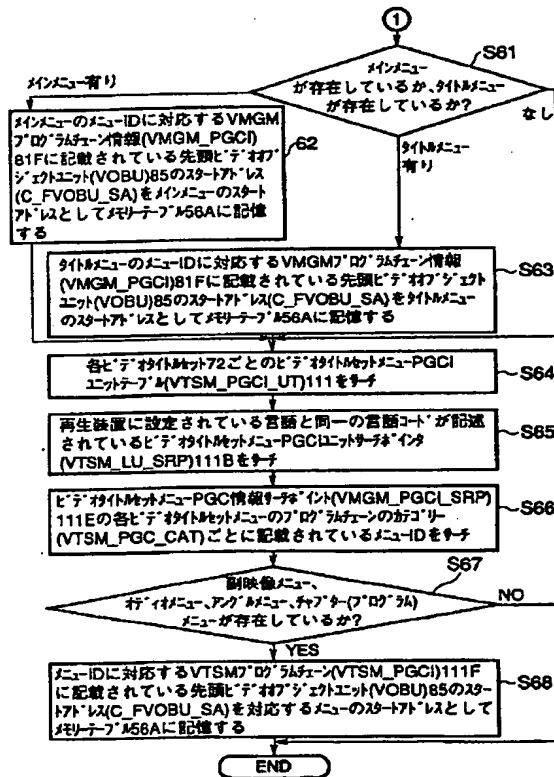 1
S61
メインメニュー
が存在しているか、タイトルメニュー
が存在しているか?
メインメニュー有り
なし
タイトルメニュー
有り
62
メインメニューのメニューIDに対応するVMGM
プログラムチェーン情報(VMGM_PGCI)
81Fに記載されている先頭ビデオオブ
ジェクトユニット(VOBU)85のスタートアドレス
(C_FVOBU_SA)をメインメニューのスタート
アドレスとしてメモリーテーブル56Aに記憶
する
S63
タイトルメニューのメニューIDに対応するVMGMプログラムチェーン情報
(VMGM_PGCI)81Fに記載されている先頭ビデオオブジェクト
ユニット(VOBU)85のスタートアドレス(C_FVOBU_SA)をタイトルメニュー
のスタートアドレスとしてメモリーテーブル56Aに記憶する
S64
各ビデオタイトルセット72ごとのビデオタイトルセットメニューPGCI
ユニットテーブル(VTSM_PGCI_UT)111をサーチ
S65
再生装置に設定されている言語と同一の言語コードが記述
されているビデオタイトルセットメニューPGCIユニットサーチポインタ
(VTSM_LU_SRP)111Bをサーチ
S66
ビデオタイトルセットメニューPGC情報サーチポイント(VMGM_PGCI_SRP)
111Eの各ビデオタイトルセットメニューのプログラムチェーンのカテゴリー
(VTSM_PGC_CAT)ごとに記載されているメニューIDをサーチ
S67
副映像メニュー、
オーディオメニュー、アングルメニュー、チャプター(プログラム)
メニューが存在しているか?
NO
YES
S68
メニューIDに対応するVTSMプログラムチェーン(VTSM_PGCI)111F
に記載されている先頭ビデオオブジェクトユニット(VOBU)85のスター
トアドレス(C_FVOBU_SA)を対応するメニューのスタートアドレスとして
メモリーテーブル56Aに記憶する
END